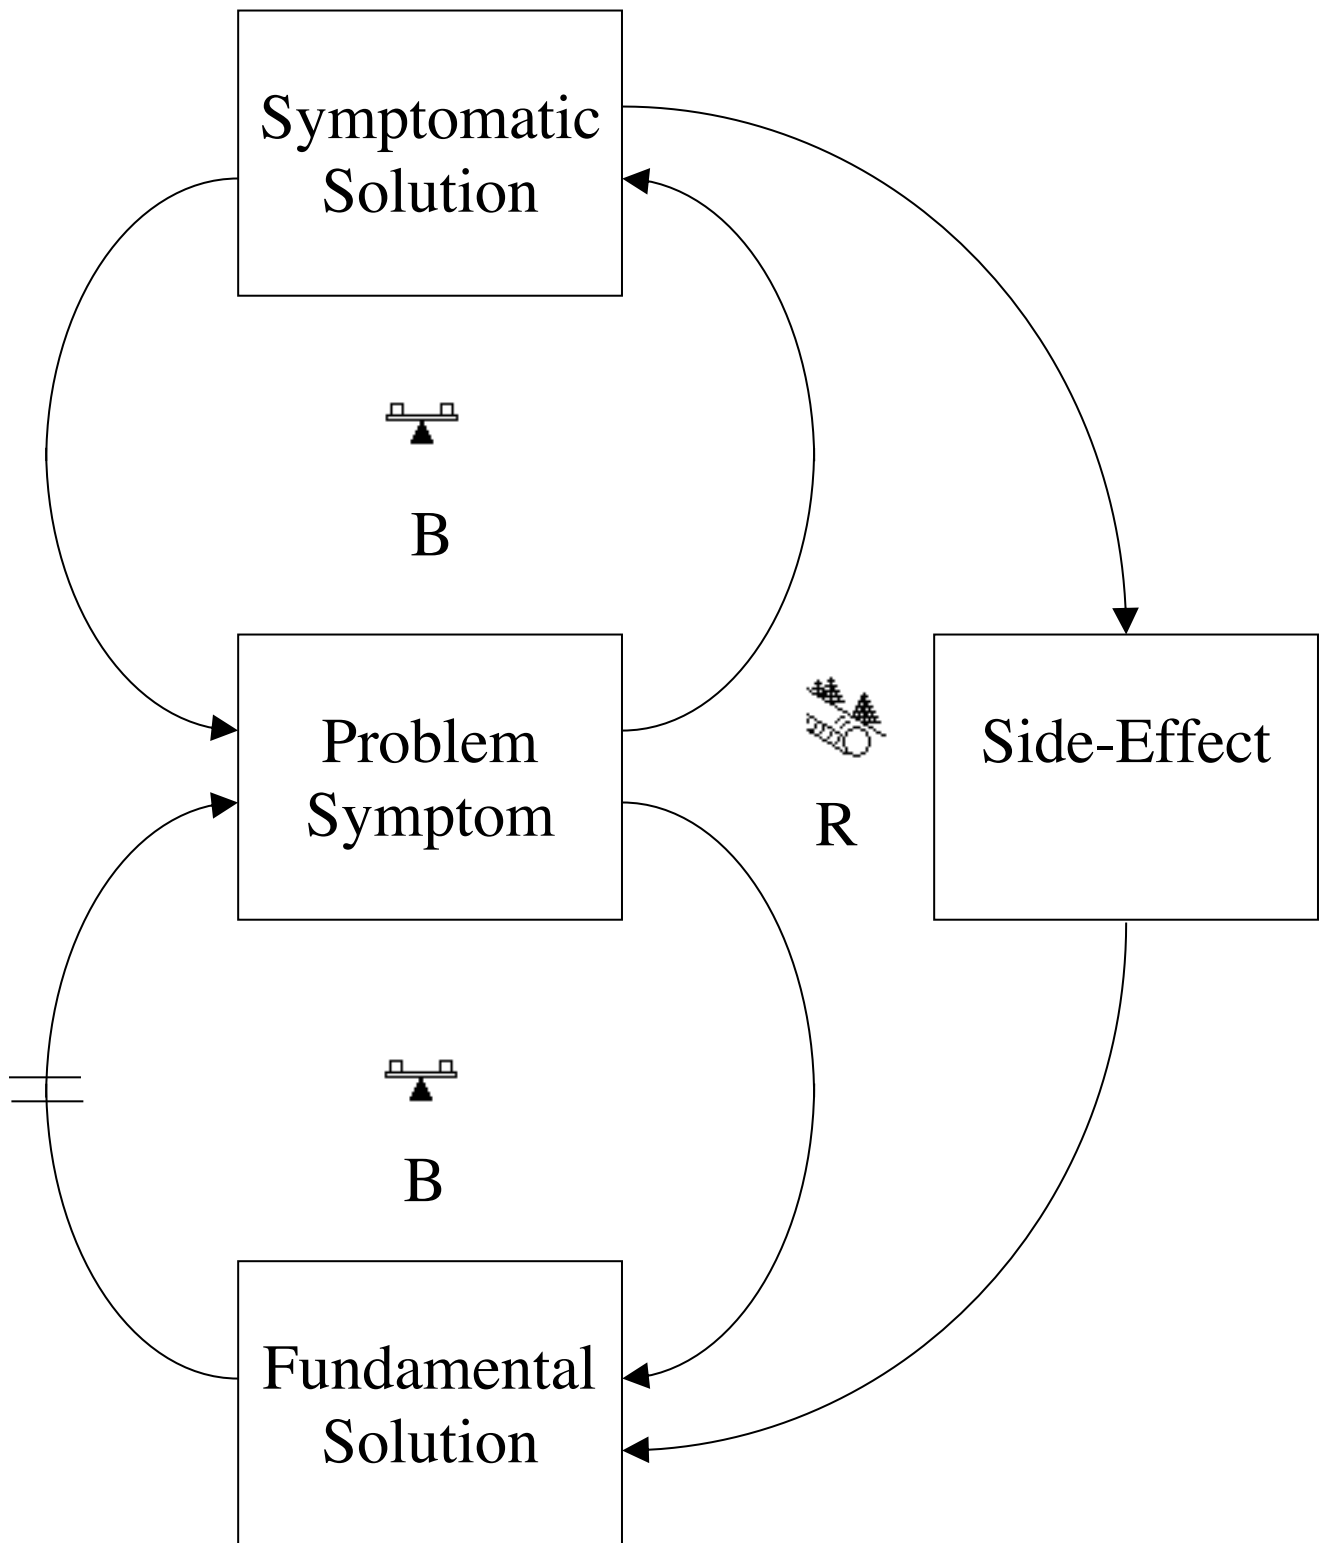 Symptomatic
Solution
B
Problem
Symptom
Side-Effect
R
B
Fundamental
Solution